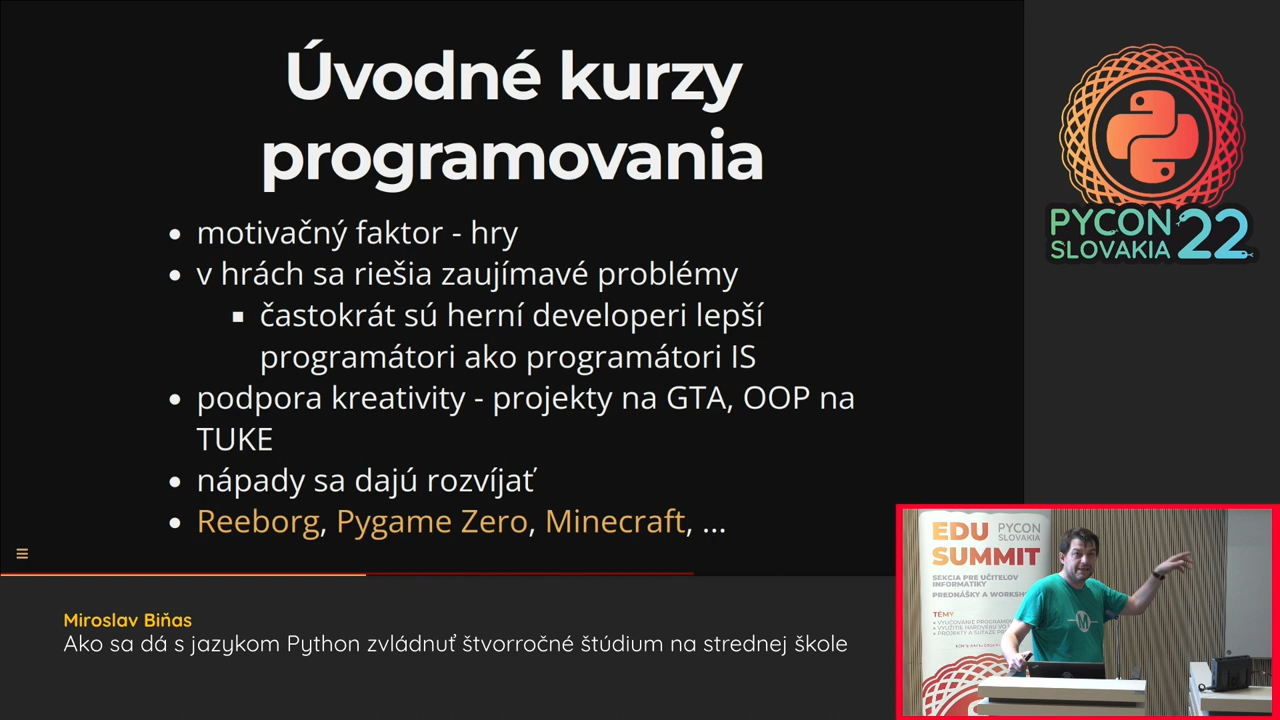 Úvodné kurzy
programovania
motivačný faktor - hry
v hrách sa riešia zaujímavé problémy
častokrát sú herní developeri lepší
programátori ako programátori IS
podpora kreativity - projekty na GTA, OOP na
TUKE
nápady sa dajú rozvíjať
Reeborg, Pygame Zero, Minecraft, ...
PYCON
SLOVAKIA 22
EDU
SUMMIT
PYCON
SLOVAKIA
SEKCIA PRE UČITEĽOV
INFORMATIKY
PREDNÁŠKY A
TÉMY
M
Miroslav Biňas
Ako sa dá s jazykom Python zvládnuť štvorročné štúdium na strednej škole